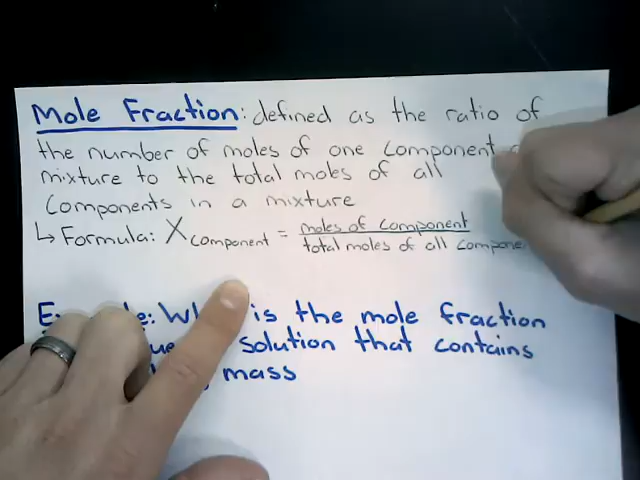 Mole Fraction: defined as the ratio of
the number of moles of one component
mixture to the total moles of all
components in a mixture
↳ Formula: X component = moles of component
total moles of all
is the mole fraction
solution that contains
mass